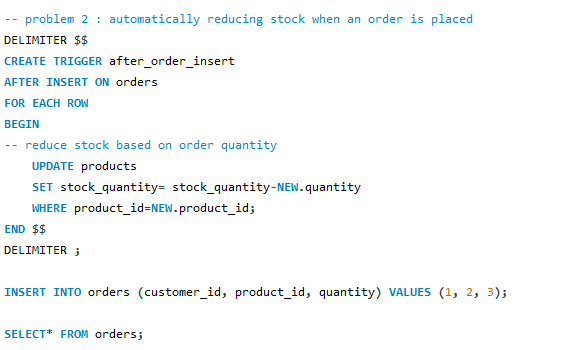 -- problem 2 : automatically reducing stock when an order is placed
DELIMITER $$
CREATE TRIGGER after_order_insert
AFTER INSERT ON orders
FOR EACH ROW
BEGIN
-- reduce stock based on order quantity
    UPDATE products
    SET stock_quantity= stock_quantity-NEW.quantity
    WHERE product_id=NEW.product_id;
END $$
DELIMITER ;

INSERT INTO orders (customer_id, product_id, quantity) VALUES (1, 2, 3);

SELECT* FROM orders;